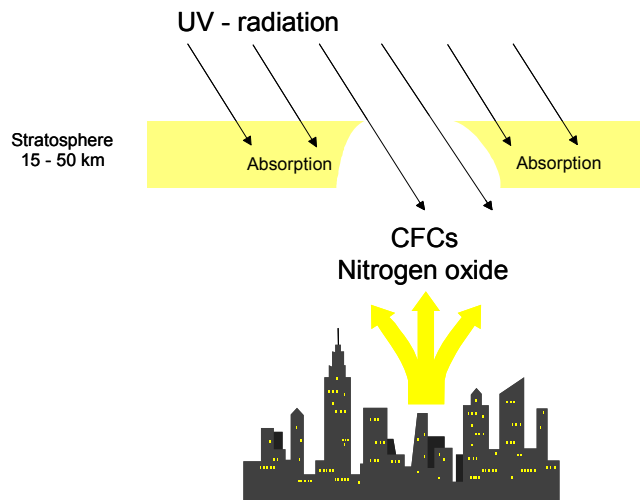 UV - radiation
Stratosphere
15 - 50 km
Absorption
Absorption
CFCs
Nitrogen oxide